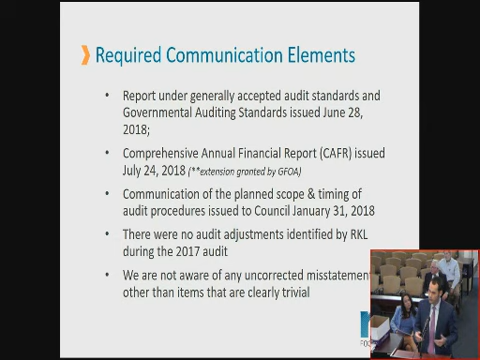 Required Communication Elements
• Report under generally accepted audit standards and
Governmental Auditing Standards issued June 28,
2018;
• Comprehensive Annual Financial Report (CAFR) issued
July 24, 2018 (**extension granted by GFOA)
• Communication of the planned scope & timing of
audit procedures issued to Council January 31, 2018
• There were no audit adjustments identified by RKL
during the 2017 audit
• We are not aware of any uncorrected misstatement
other than items that are clearly trivial